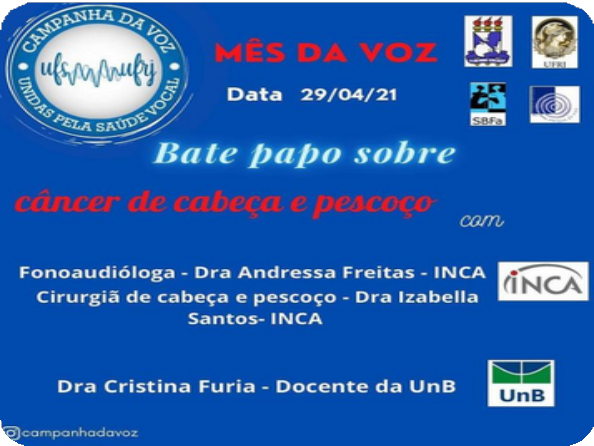 CAMPANHA DA VOZ
ufs ufrj
UNIDAS PELA SAÚDE VOCAL
MÊS DA VOZ
Data 29/04/21
UFRJ
SBFa
Bate papo sobre
câncer de cabeça e pescoço
com
Fonoaudióloga - Dra Andressa Freitas - INCA
Cirurgiã de cabeça e pescoço - Dra Izabella
Santos- INCA
INCA
Dra Cristina Furia - Docente da UnB
UnB
campanhadavoz